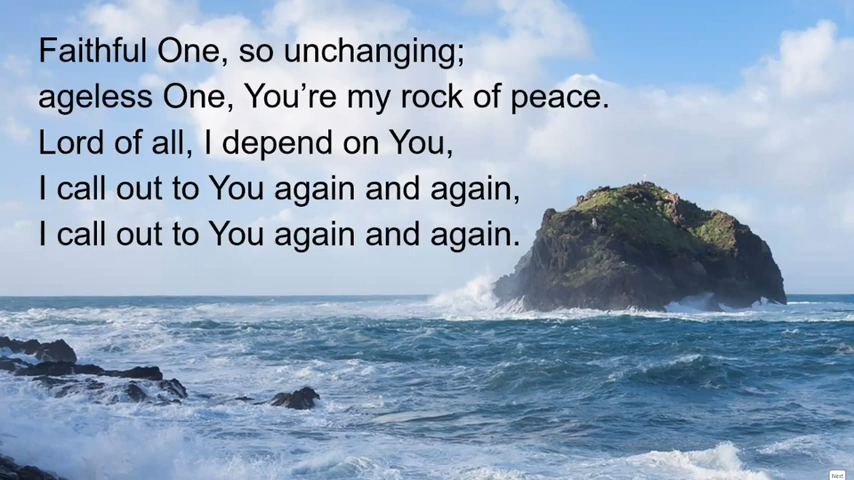 Faithful One, so unchanging;
ageless One, You’re my rock of peace.
Lord of all, I depend on You,
I call out to You again and again,
I call out to You again and again.
Next